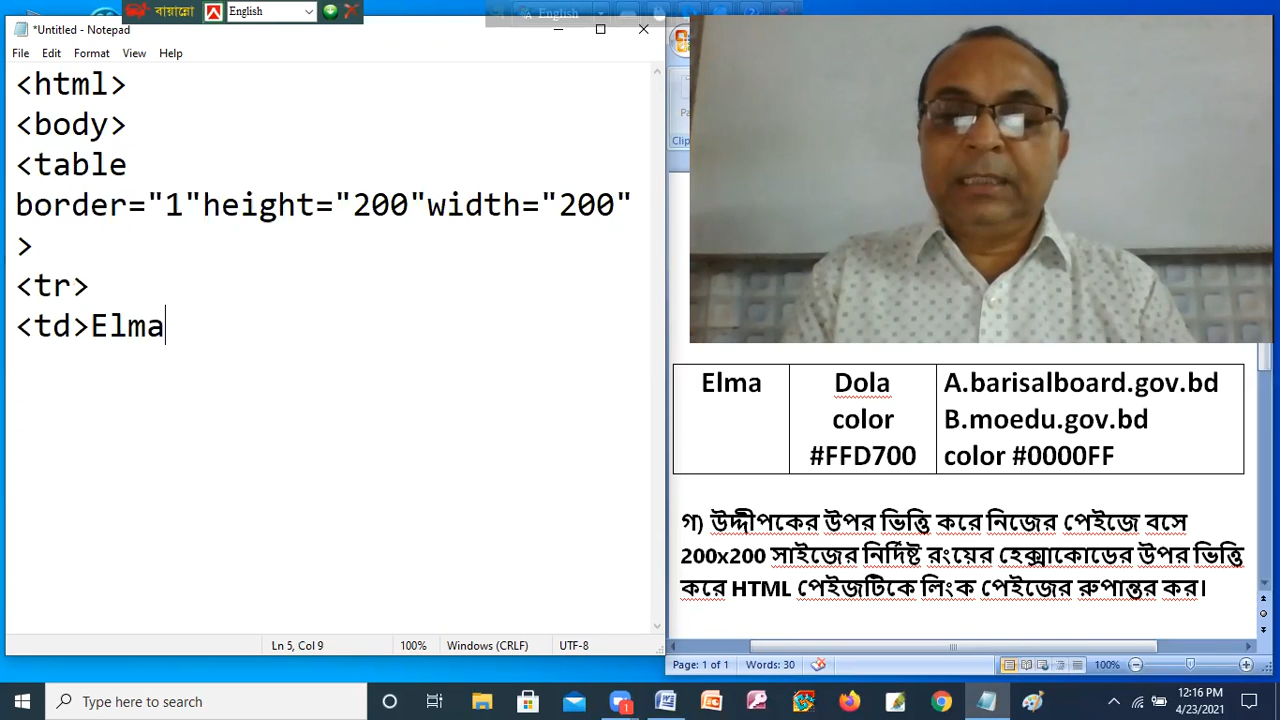 বায়ান্নো English
English
*Untitled - Notepad
File Edit Format View Help
<html>
<body>
<table
border="1"height="200"width="200"
>
<tr>
<td>Elma
Ln 5, Col 9 100% Windows (CRLF) UTF-8
Elma Dola A.barisalboard.gov.bd
color B.moedu.gov.bd
#FFD700 color #0000FF
গ) উদ্দীপকের উপর ভিত্তি করে নিজের পেইজে বসে
200x200 সাইজের নির্দিষ্ট রংয়ের হেক্সাকোডের উপর ভিত্তি
করে HTML পেইজটিকে লিংক পেইজের রুপান্তর কর।
Page: 1 of 1 Words: 30 100%
Type here to search
12:16 PM
4/23/2021